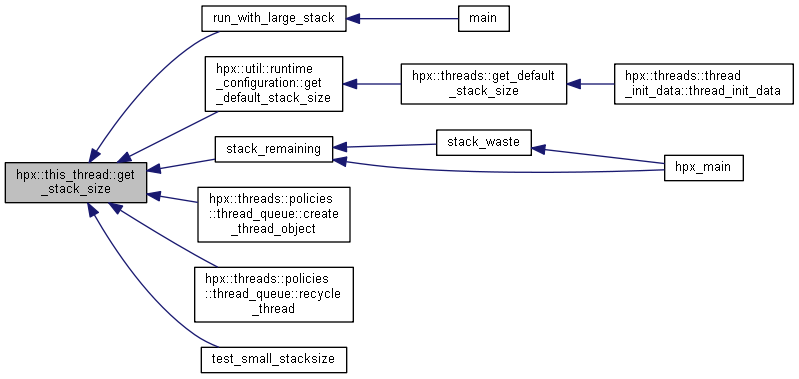 run_with_large_stack
main
hpx::util::runtime
_configuration::get
_default_stack_size
hpx::threads::get_default
_stack_size
hpx::threads::thread
_init_data::thread_init_data
stack_remaining
stack_waste
hpx_main
hpx::this_thread::get
_stack_size
hpx::threads::policies
::thread_queue::create
_thread_object
hpx::threads::policies
::thread_queue::recycle
_thread
test_small_stacksize